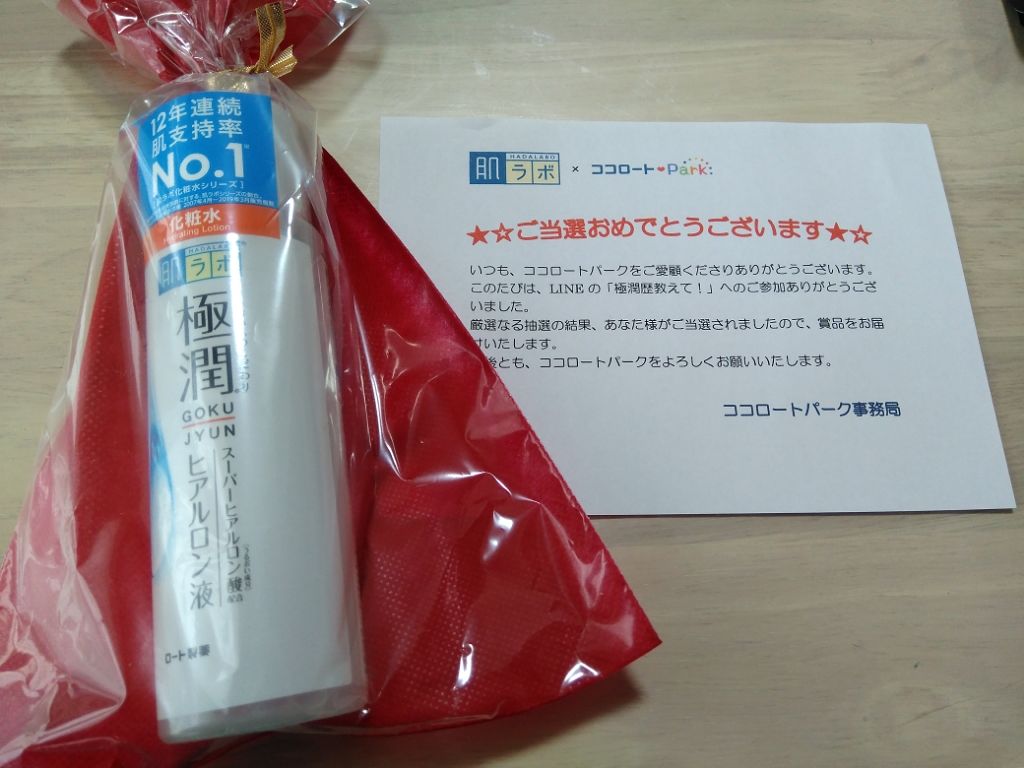 12年連続
肌支持率
No.1
化粧水
Hydrating Lotion
HADALABO
肌ラボ
極潤
GOKU
JYUN
ヒアルロン液
スーパーヒアルロン酸
配合
ロート製薬
HADALABO
肌ラボ × ココロート Park:
★☆ご当選おめでとうございます★☆
いつも、ココロートパークをご愛顧くださりありがとうございます。
このたびは、LINEの「極潤歴教えて！」へのご参加ありがとうござ
いました。
厳選なる抽選の結果、あなた様がご当選されましたので、賞品をお届
けいたします。
後とも、ココロートパークをよろしくお願いいたします。
ココロートパーク事務局